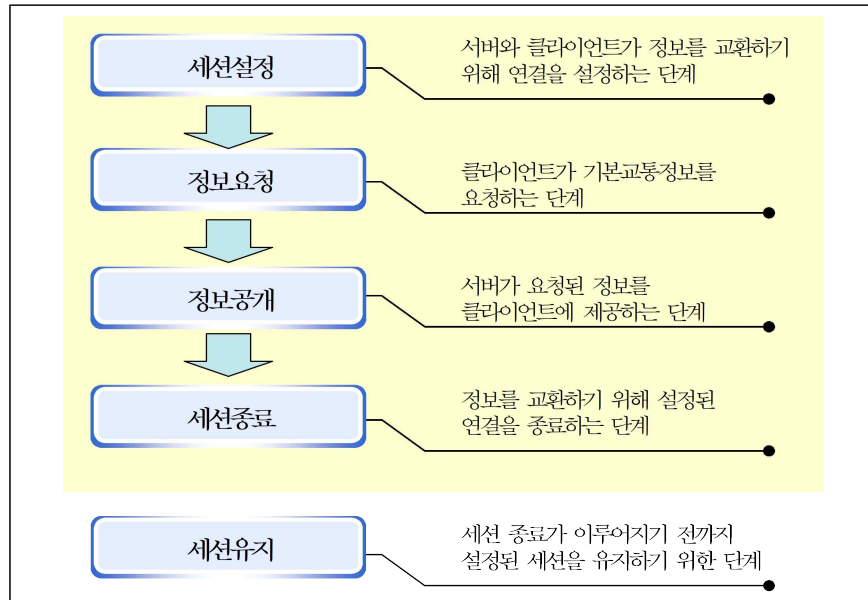 세션설정
서버와 클라이언트가 정보를 교환하기
위해 연결을 설정하는 단계
정보요청
클라이언트가 기본교통정보를
요청하는 단계
정보공개
서버가 요청된 정보를
클라이언트에 제공하는 단계
세션종료
정보를 교환하기 위해 설정된
연결을 종료하는 단계
세션유지
세션 종료가 이루어지기 전까지
설정된 세션을 유지하기 위한 단계